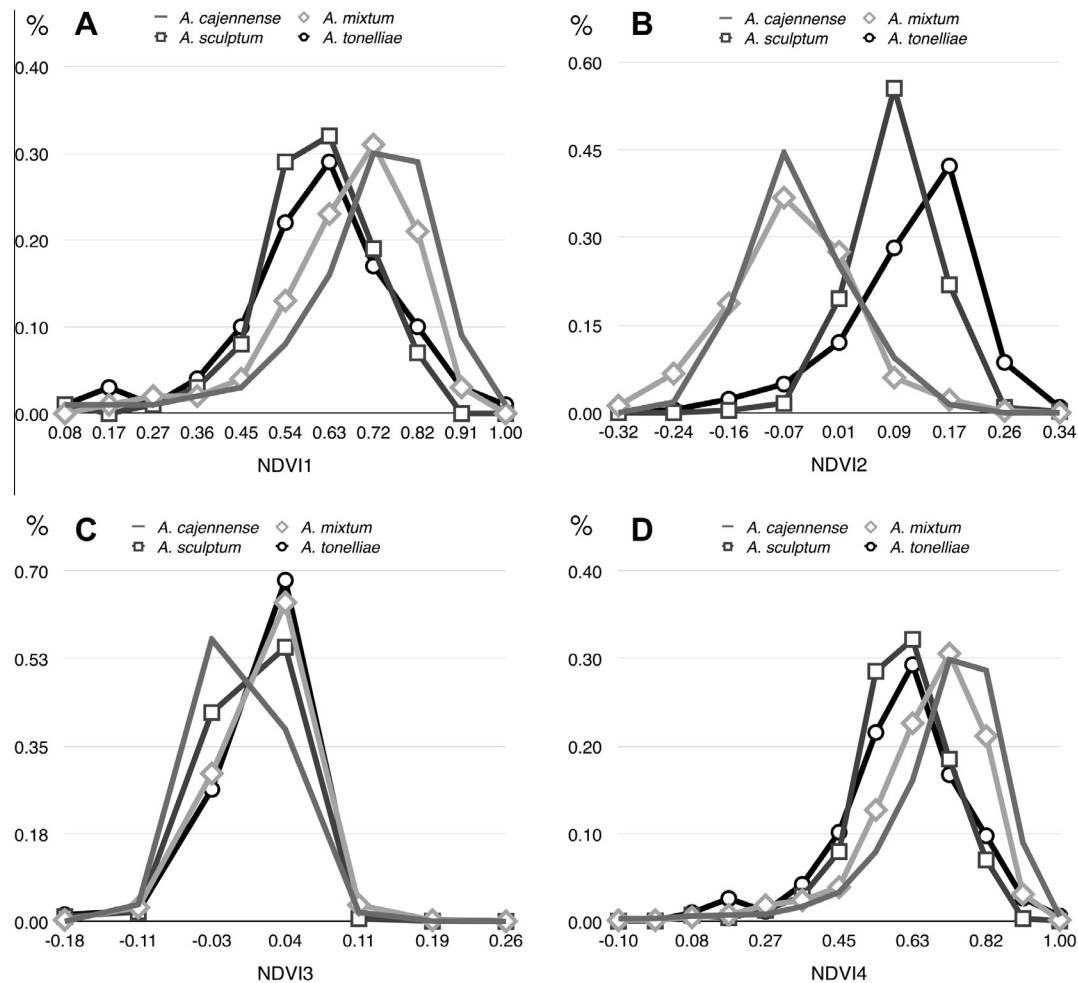 % A A. cajennense A. mixtum
A. sculptum A. tonelliae
0.40
0.30
0.20
0.10
0.00
0.08 0.17 0.27 0.36 0.45 0.54 0.63 0.72 0.82 0.91 1.00
NDVI1
% B A. cajennense A. mixtum
A. sculptum A. tonelliae
0.60
0.45
0.30
0.15
0.00
-0.32 -0.24 -0.16 -0.07 0.01 0.09 0.17 0.26 0.34
NDVI2
% C A. cajennense A. mixtum
A. sculptum A. tonelliae
0.70
0.53
0.35
0.18
0.00
-0.18 -0.11 -0.03 0.04 0.11 0.19 0.26
NDVI3
% D A. cajennense A. mixtum
A. sculptum A. tonelliae
0.40
0.30
0.20
0.10
0.00
-0.10 0.08 0.27 0.45 0.63 0.82 1.00
NDVI4